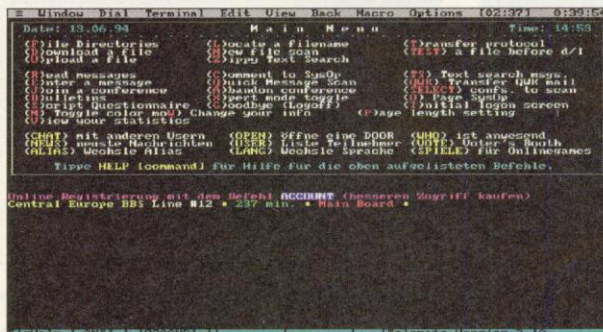 ≡ Window Dial Terminal Edit View Back Macro Options [02:37] 0:39:54
Date: 13.06.94 Main Menu Time: 14:53
(F)ile Directories (L)ocate a filename (T)ransfer protocol
(D)ownload a file (N)ew files scan (TEST) a file before d/l
(U)pload a file (Z)ippy Text Search
(R)ead messages (C)omment to SysOp (TS) Text search msgs.
(E)nter a message (Q)uick Message Scan (QWK) Transfer QWK mail
(J)oin a conference (A)bandon conference (SELECT) confs. to scan
(B)ulletins (X)pert mode toggle (O) Page SysOp
(S)cript Questionnaire (G)oodbye (Logoff) (I)nitial logon screen
(M) Toggle color mo W) Change your info (P)age length setting
(V)iew your statistics
(CHAT) mit anderen Usern (OPEN) öffne eine DOOR (WHO) ist anwesend
(NEWS) neuste Nachrichten (USER) Liste Teilnehmer (VOTE) Voter's Booth
(ALIAS) Wechsle Alias (LANG) Wechsle Sprache (SPIELE) für Onlinegames
Tippe HELP [command] für Hilfe für die oben aufgelisteten Befehle.
Online Registrierung mit dem Befehl ACCOUNT (besseren Zugriff kaufen)
Central Europe BBS Line #12 • 237 min. • Main Board •